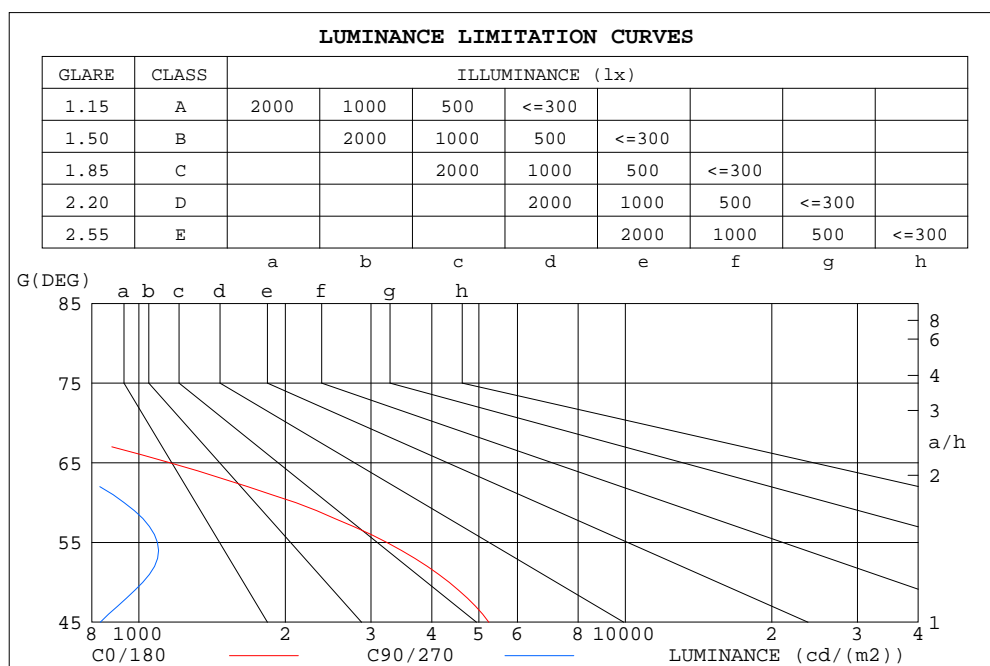 LUMINANCE LIMITATION CURVES
GLARE CLASS ILLUMINANCE (lx)
1.15 A 2000 1000 500 <=300
1.50 B 2000 1000 500 <=300
1.85 C 2000 1000 500 <=300
2.20 D 2000 1000 500 <=300
2.55 E 2000 1000 500 <=300
a b c d e f g h
G(DEG)
a b c d e f g h
85
8
6
75
4
3
a/h
65
2
55
45
1
8 1000 2 3 4 5 6 8 10000 2 3 4
C0/180 C90/270 LUMINANCE (cd/(m2))